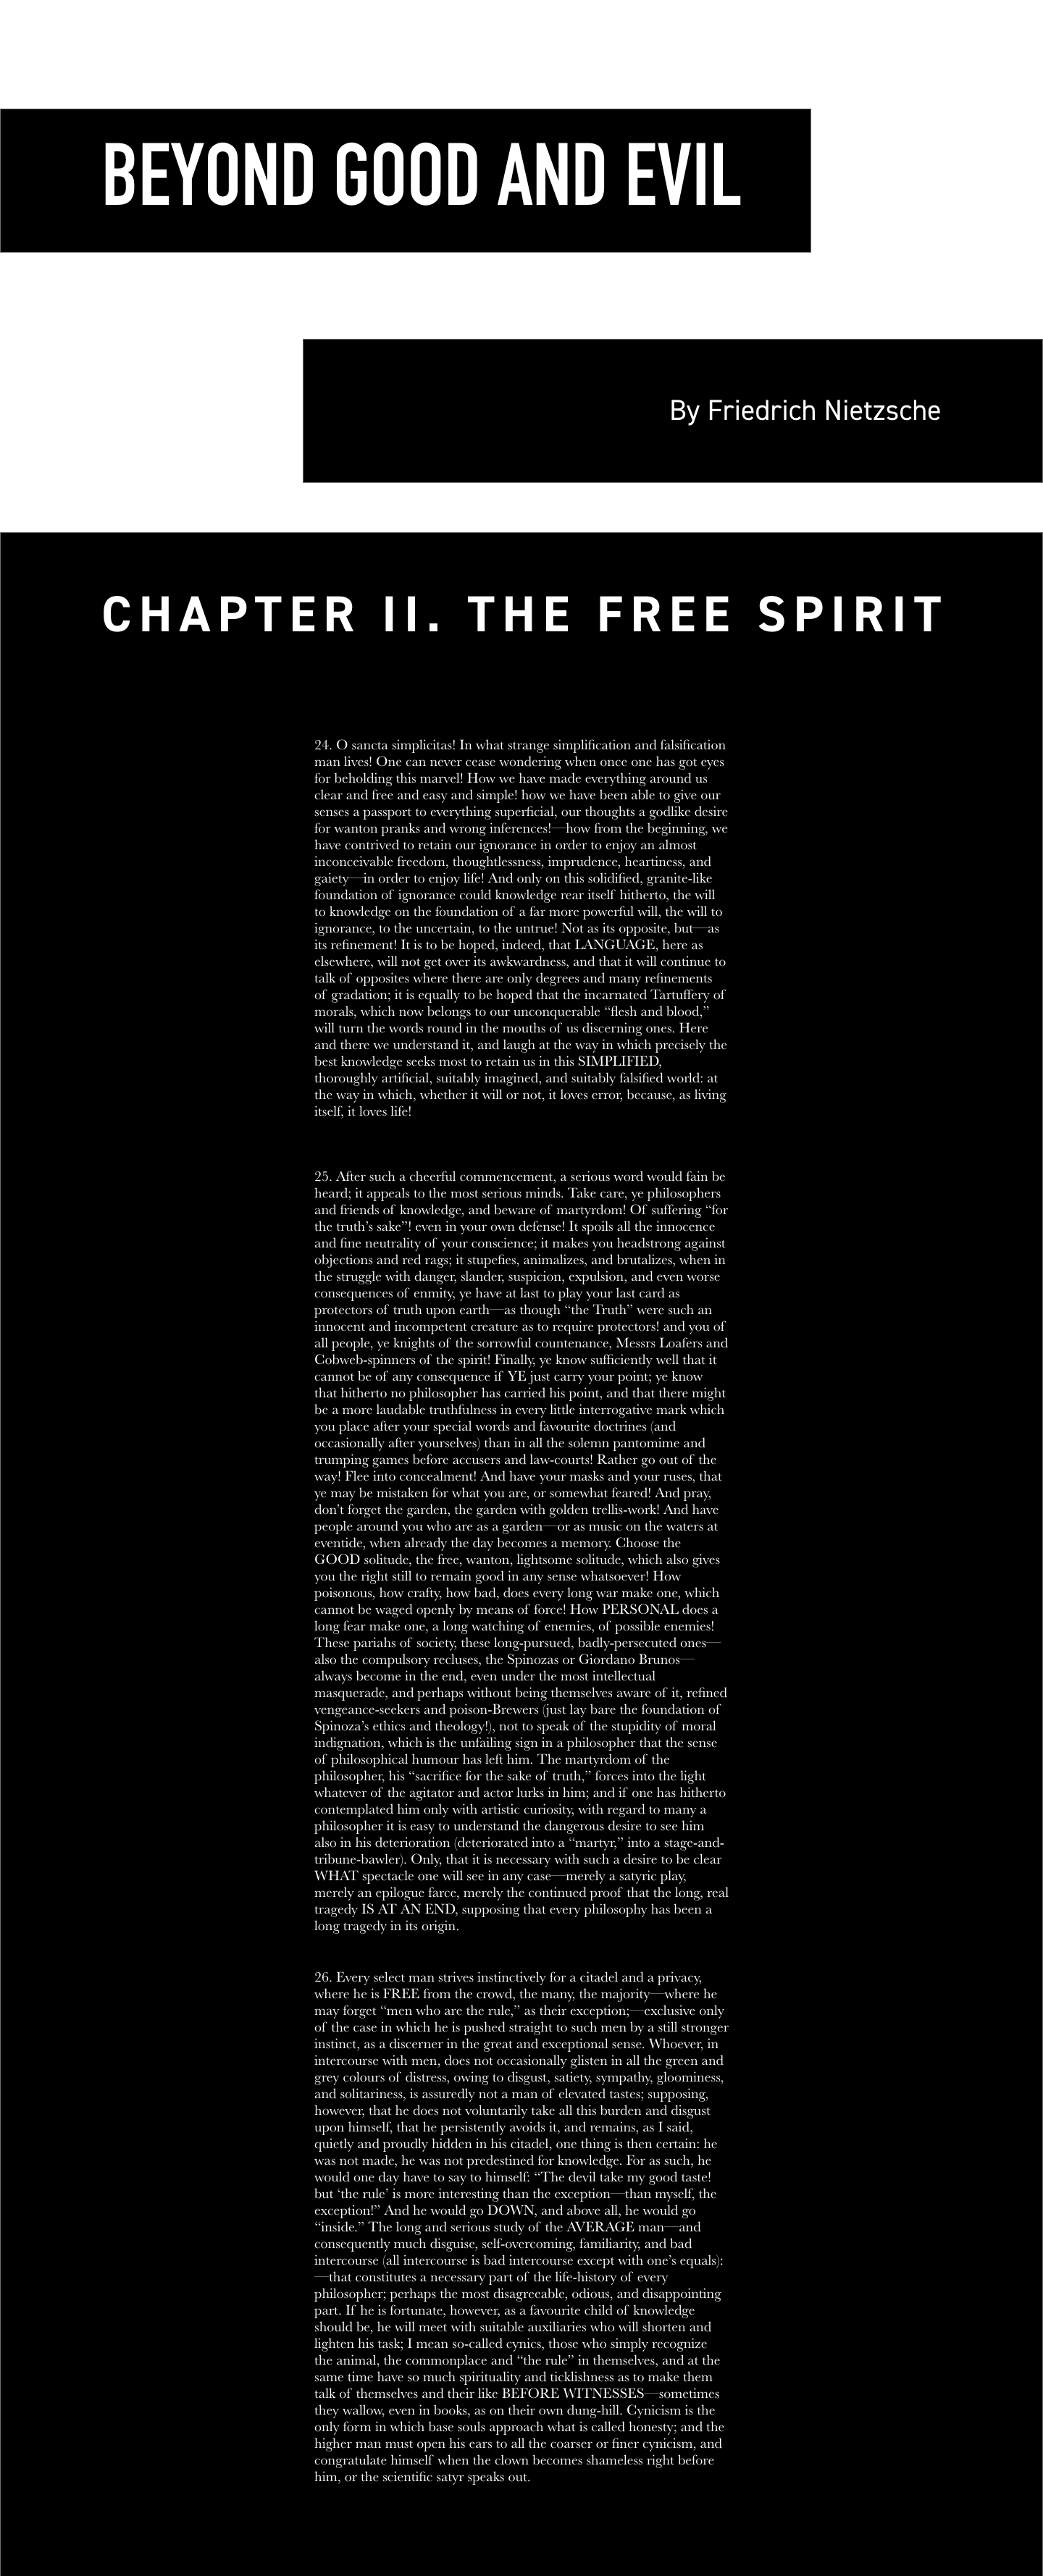 BEYOND GOOD AND EVIL
By Friedrich Nietzsche
CHAPTER II. THE FREE SPIRIT
24. O sancta simplicitas! In what strange simplification and falsification
man lives! One can never cease wondering when once one has got eyes
for beholding this marvel! How we have made everything around us
clear and free and easy and simple! how we have been able to give our
senses a passport to everything superficial, our thoughts a godlike desire
for wanton pranks and wrong inferences!—how from the beginning, we
have contrived to retain our ignorance in order to enjoy an almost
inconceivable freedom, thoughtlessness, imprudence, heartiness, and
gaiety—in order to enjoy life! And only on this solidified, granite-like
foundation of ignorance could knowledge rear itself hitherto, the will
to knowledge on the foundation of a far more powerful will, the will to
ignorance, to the uncertain, to the untrue! Not as its opposite, but—as
its refinement! It is to be hoped, indeed, that LANGUAGE, here as
elsewhere, will not get over its awkwardness, and that it will continue to
talk of opposites where there are only degrees and many refinements
of gradation; it is equally to be hoped that the incarnated Tartuffery of
morals, which now belongs to our unconquerable “flesh and blood,”
will turn the words round in the mouths of us discerning ones. Here
and there we understand it, and laugh at the way in which precisely the
best knowledge seeks most to retain us in this SIMPLIFIED,
thoroughly artificial, suitably imagined, and suitably falsified world: at
the way in which, whether it will or not, it loves error, because, as living
itself, it loves life!
25. After such a cheerful commencement, a serious word would fain be
heard; it appeals to the most serious minds. Take care, ye philosophers
and friends of knowledge, and beware of martyrdom! Of suffering “for
the truth’s sake”! even in your own defense! It spoils all the innocence
and fine neutrality of your conscience; it makes you headstrong against
objections and red rags; it stupefies, animalizes, and brutalizes, when in
the struggle with danger, slander, suspicion, expulsion, and even worse
consequences of enmity, ye have at last to play your last card as
protectors of truth upon earth—as though “the Truth” were such an
innocent and incompetent creature as to require protectors! and you of
all people, ye knights of the sorrowful countenance, Messrs Loafers and
Cobweb-spinners of the spirit! Finally, ye know sufficiently well that it
cannot be of any consequence if YE just carry your point; ye know
that hitherto no philosopher has carried his point, and that there might
be a more laudable truthfulness in every little interrogative mark which
you place after your special words and favourite doctrines (and
occasionally after yourselves) than in all the solemn pantomime and
trumping games before accusers and law-courts! Rather go out of the
way! Flee into concealment! And have your masks and your ruses, that
ye may be mistaken for what you are, or somewhat feared! And pray,
don’t forget the garden, the garden with golden trellis-work! And have
people around you who are as a garden—or as music on the waters at
eventide, when already the day becomes a memory. Choose the
GOOD solitude, the free, wanton, lightsome solitude, which also gives
you the right still to remain good in any sense whatsoever! How
poisonous, how crafty, how bad, does every long war make one, which
cannot be waged openly by means of force! How PERSONAL does a
long fear make one, a long watching of enemies, of possible enemies!
These pariahs of society, these long-pursued, badly-persecuted ones—
also the compulsory recluses, the Spinozas or Giordano Brunos—
always become in the end, even under the most intellectual
masquerade, and perhaps without being themselves aware of it, refined
vengeance-seekers and poison-Brewers (just lay bare the foundation of
Spinoza’s ethics and theology!), not to speak of the stupidity of moral
indignation, which is the unfailing sign in a philosopher that the sense
of philosophical humour has left him. The martyrdom of the
philosopher, his “sacrifice for the sake of truth,” forces into the light
whatever of the agitator and actor lurks in him; and if one has hitherto
contemplated him only with artistic curiosity, with regard to many a
philosopher it is easy to understand the dangerous desire to see him
also in his deterioration (deteriorated into a “martyr,” into a stage-and-
tribune-bawler). Only, that it is necessary with such a desire to be clear
WHAT spectacle one will see in any case—merely a satyric play,
merely an epilogue farce, merely the continued proof that the long, real
tragedy IS AT AN END, supposing that every philosophy has been a
long tragedy in its origin.
26. Every select man strives instinctively for a citadel and a privacy,
where he is FREE from the crowd, the many, the majority—where he
may forget “men who are the rule,” as their exception;—exclusive only
of the case in which he is pushed straight to such men by a still stronger
instinct, as a discerner in the great and exceptional sense. Whoever, in
intercourse with men, does not occasionally glisten in all the green and
grey colours of distress, owing to disgust, satiety, sympathy, gloominess,
and solitariness, is assuredly not a man of elevated tastes; supposing,
however, that he does not voluntarily take all this burden and disgust
upon himself, that he persistently avoids it, and remains, as I said,
quietly and proudly hidden in his citadel, one thing is then certain: he
was not made, he was not predestined for knowledge. For as such, he
would one day have to say to himself: “The devil take my good taste!
but ‘the rule’ is more interesting than the exception—than myself, the
exception!” And he would go DOWN, and above all, he would go
“inside.” The long and serious study of the AVERAGE man—and
consequently much disguise, self-overcoming, familiarity, and bad
intercourse (all intercourse is bad intercourse except with one’s equals):
—that constitutes a necessary part of the life-history of every
philosopher; perhaps the most disagreeable, odious, and disappointing
part. If he is fortunate, however, as a favourite child of knowledge
should be, he will meet with suitable auxiliaries who will shorten and
lighten his task; I mean so-called cynics, those who simply recognize
the animal, the commonplace and “the rule” in themselves, and at the
same time have so much spirituality and ticklishness as to make them
talk of themselves and their like BEFORE WITNESSES—sometimes
they wallow, even in books, as on their own dung-hill. Cynicism is the
only form in which base souls approach what is called honesty; and the
higher man must open his ears to all the coarser or finer cynicism, and
congratulate himself when the clown becomes shameless right before
him, or the scientific satyr speaks out.